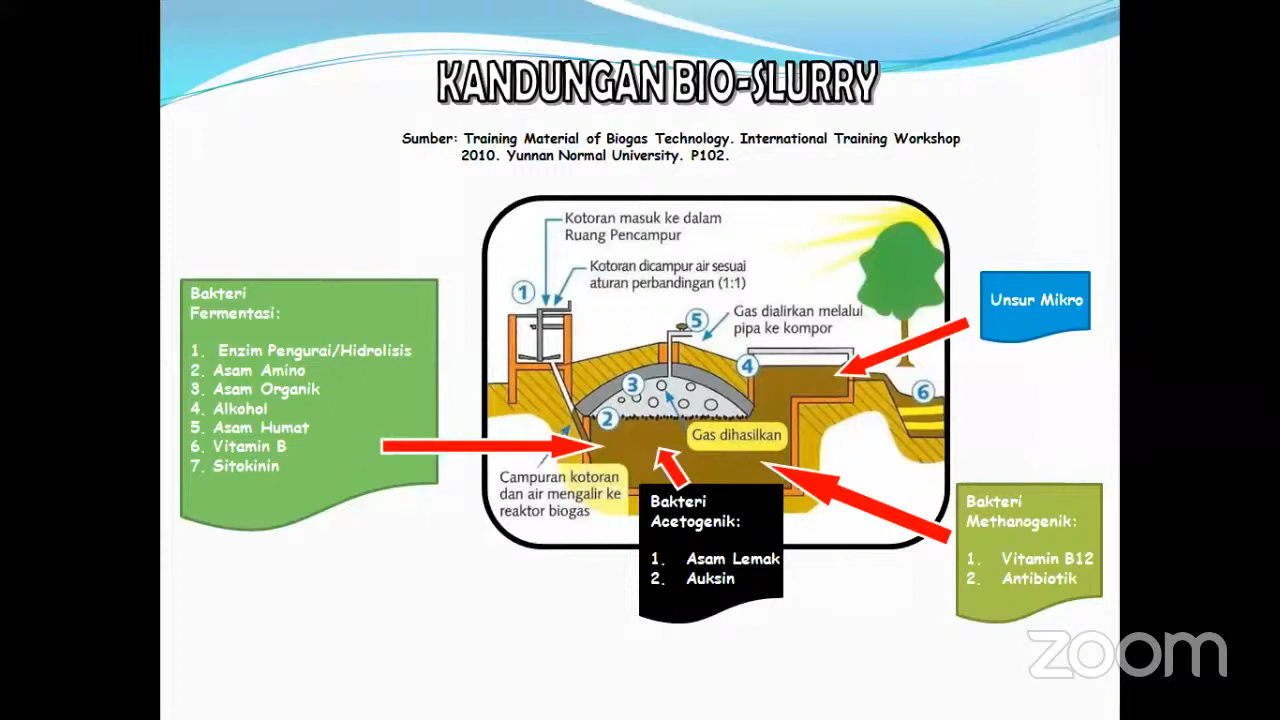 KANDUNGAN BIO-SLURRY
Sumber: Training Material of Biogas Technology. International Training Workshop
2010. Yunnan Normal University. P102.
Kotoran masuk ke dalam
Ruang Pencampur
Kotoran dicampur air sesuai
aturan perbandingan (1:1)
1
Gas dialirkan melalui
pipa ke kompor
5
4
3
2
6
Gas dihasilkan
Campuran kotoran
dan air mengalir ke
reaktor biogas
Bakteri
Fermentasi:
1. Enzim Pengurai/Hidrolisis
2. Asam Amino
3. Asam Organik
4. Alkohol
5. Asam Humat
6. Vitamin B
7. Sitokinin
Unsur Mikro
Bakteri
Acetogenik:
1. Asam Lemak
2. Auksin
Bakteri
Methanogenik:
1. Vitamin B12
2. Antibiotik
zoom